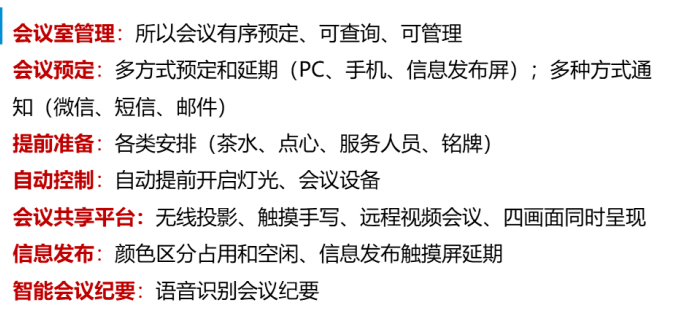 会议室管理：所以会议有序预定、可查询、可管理
会议预定：多方式预定和延期（PC、手机、信息发布屏）；多种方式通
知（微信、短信、邮件）
提前准备：各类安排（茶水、点心、服务人员、铭牌）
自动控制：自动提前开启灯光、会议设备
会议共享平台：无线投影、触摸手写、远程视频会议、四画面同时呈现
信息发布：颜色区分占用和空闲、信息发布触摸屏延期
智能会议纪要：语音识别会议纪要